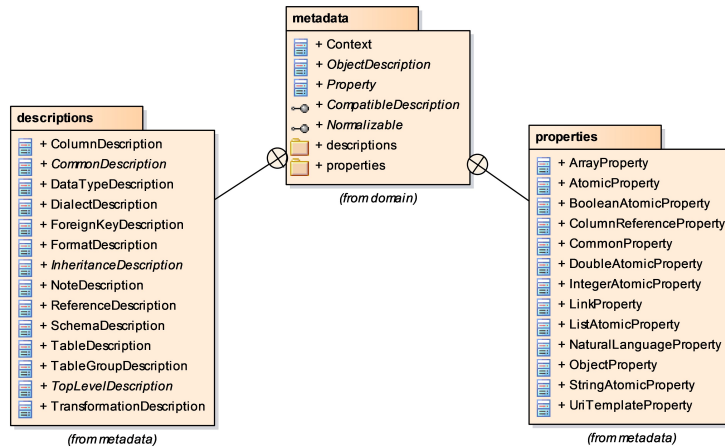 metadata
+ Context
+ ObjectDescription
+ Property
+ CompatibleDescription
+ Normalizable
+ descriptions
+ properties
(from domain)
descriptions
+ ColumnDescription
+ CommonDescription
+ DataTypeDescription
+ DialectDescription
+ ForeignKeyDescription
+ FormatDescription
+ InheritanceDescription
+ NoteDescription
+ ReferenceDescription
+ SchemaDescription
+ TableDescription
+ TableGroupDescription
+ TopLevelDescription
+ TransformationDescription
(from metadata)
properties
+ ArrayProperty
+ AtomicProperty
+ BooleanAtomicProperty
+ ColumnReferenceProperty
+ CommonProperty
+ DoubleAtomicProperty
+ IntegerAtomicProperty
+ LinkProperty
+ ListAtomicProperty
+ NaturalLanguageProperty
+ ObjectProperty
+ StringAtomicProperty
+ UriTemplateProperty
(from metadata)